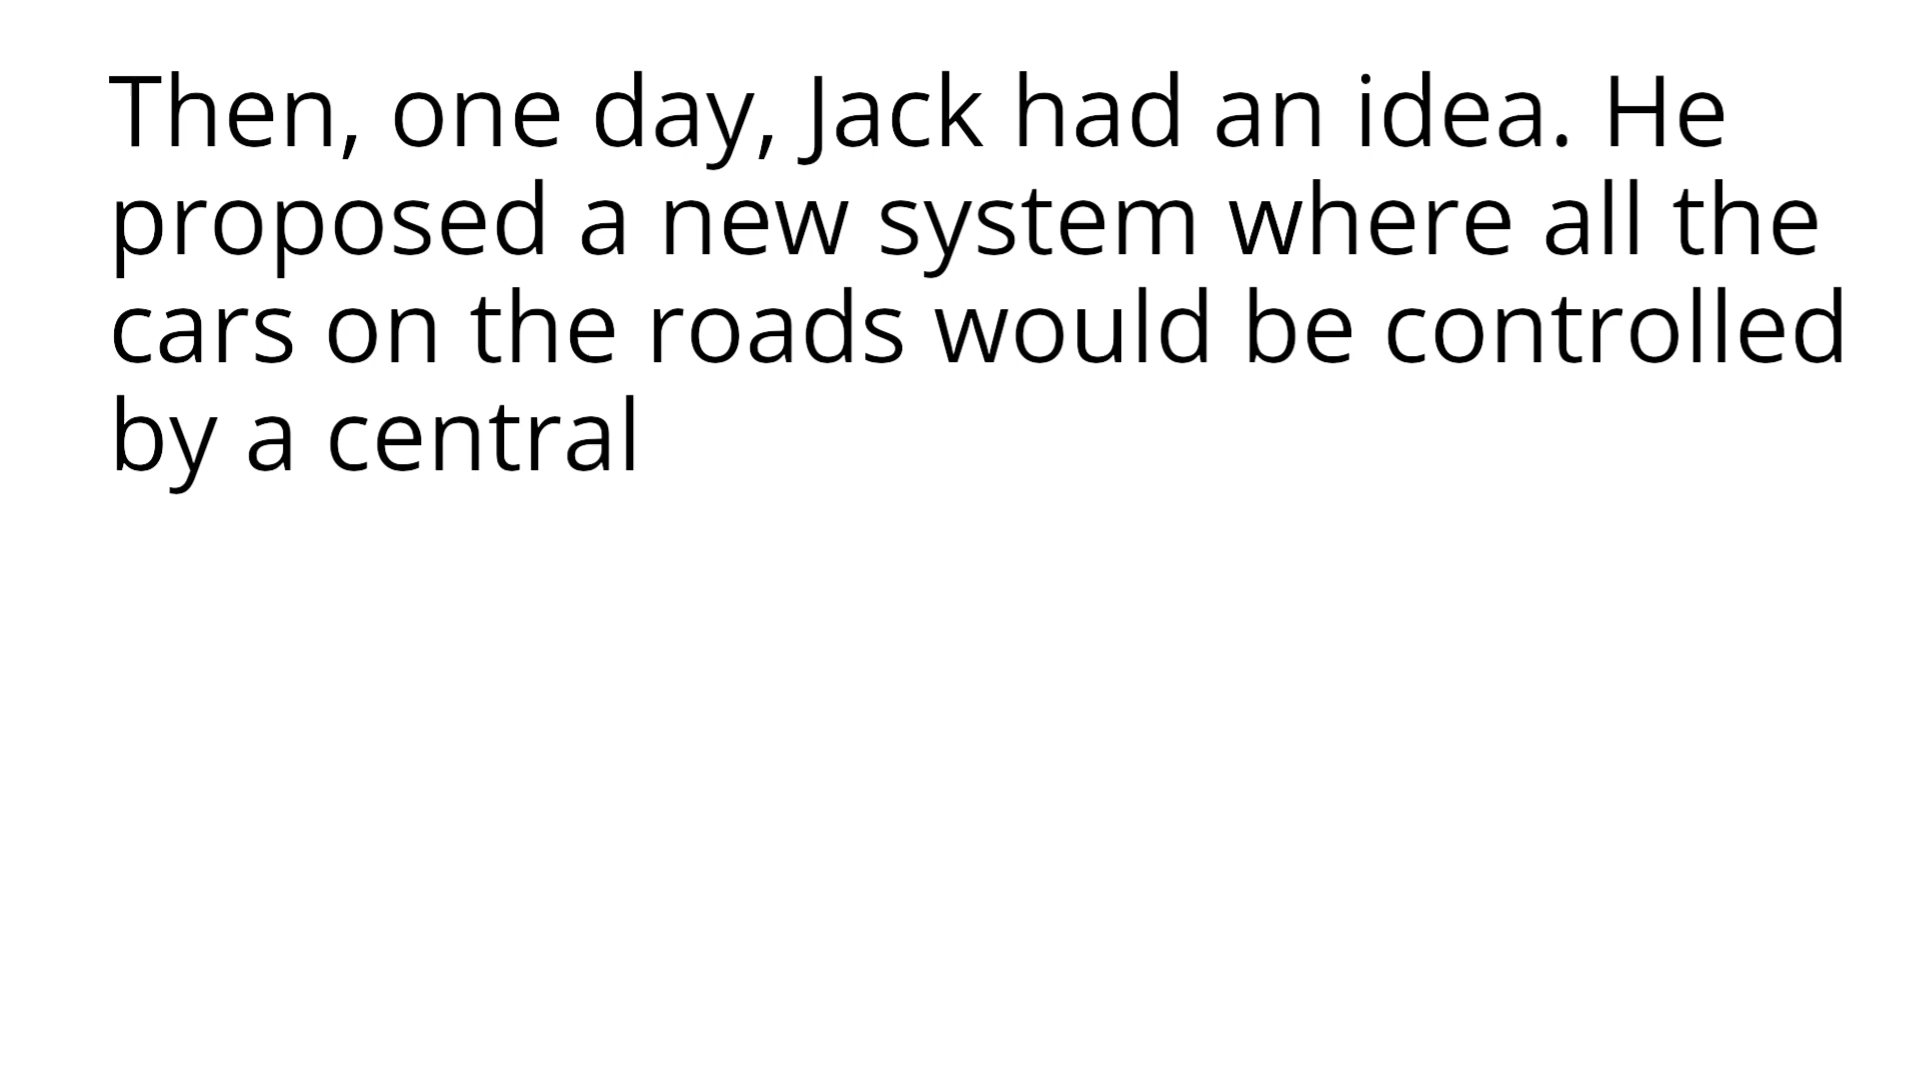 Then, one day, Jack had an idea. He
proposed a new system where all the
cars on the roads would be controlled
by a central